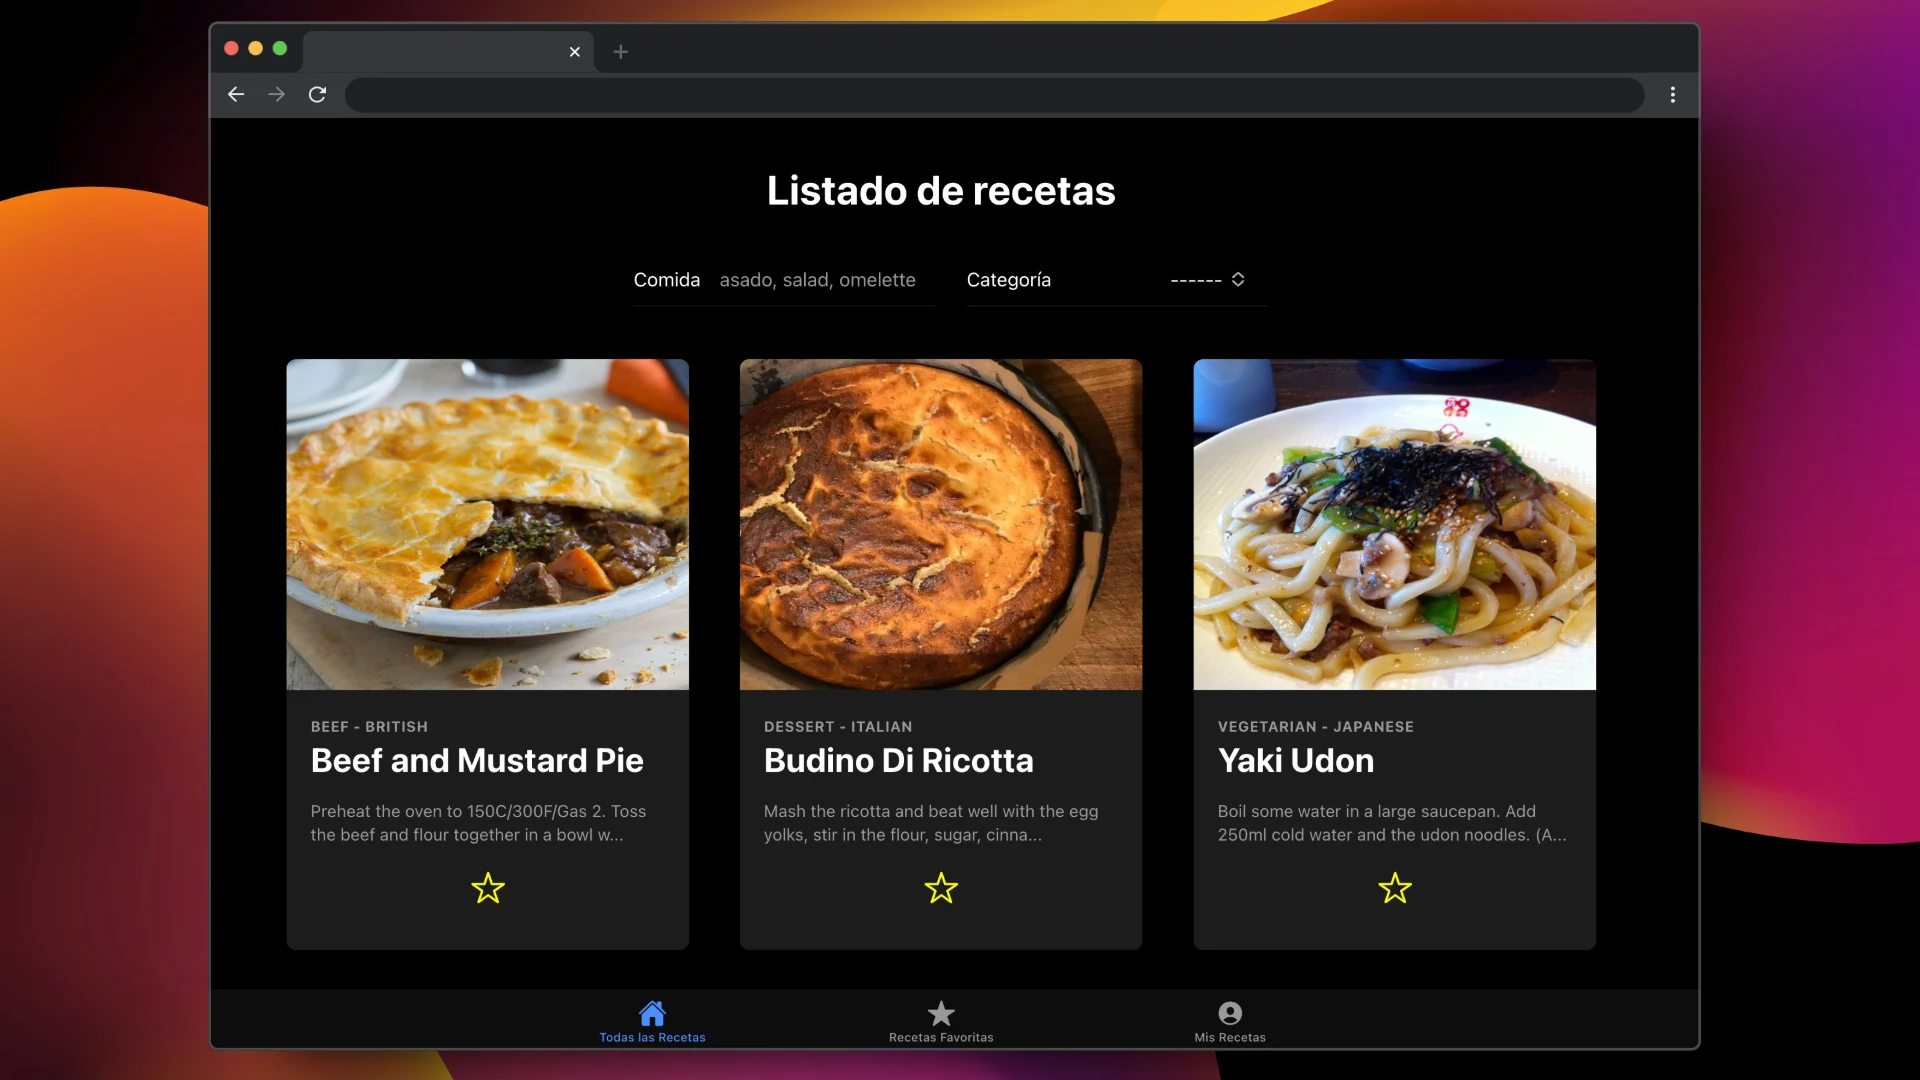 Listado de recetas
Comida asado, salad, omelette Categoría ------
BEEF - BRITISH
Beef and Mustard Pie
Preheat the oven to 150C/300F/Gas 2. Toss
the beef and flour together in a bowl w...
DESSERT - ITALIAN
Budino Di Ricotta
Mash the ricotta and beat well with the egg
yolks, stir in the flour, sugar, cinna...
VEGETARIAN - JAPANESE
Yaki Udon
Boil some water in a large saucepan. Add
250ml cold water and the udon noodles. (A...
Todas las Recetas
Recetas Favoritas
Mis Recetas